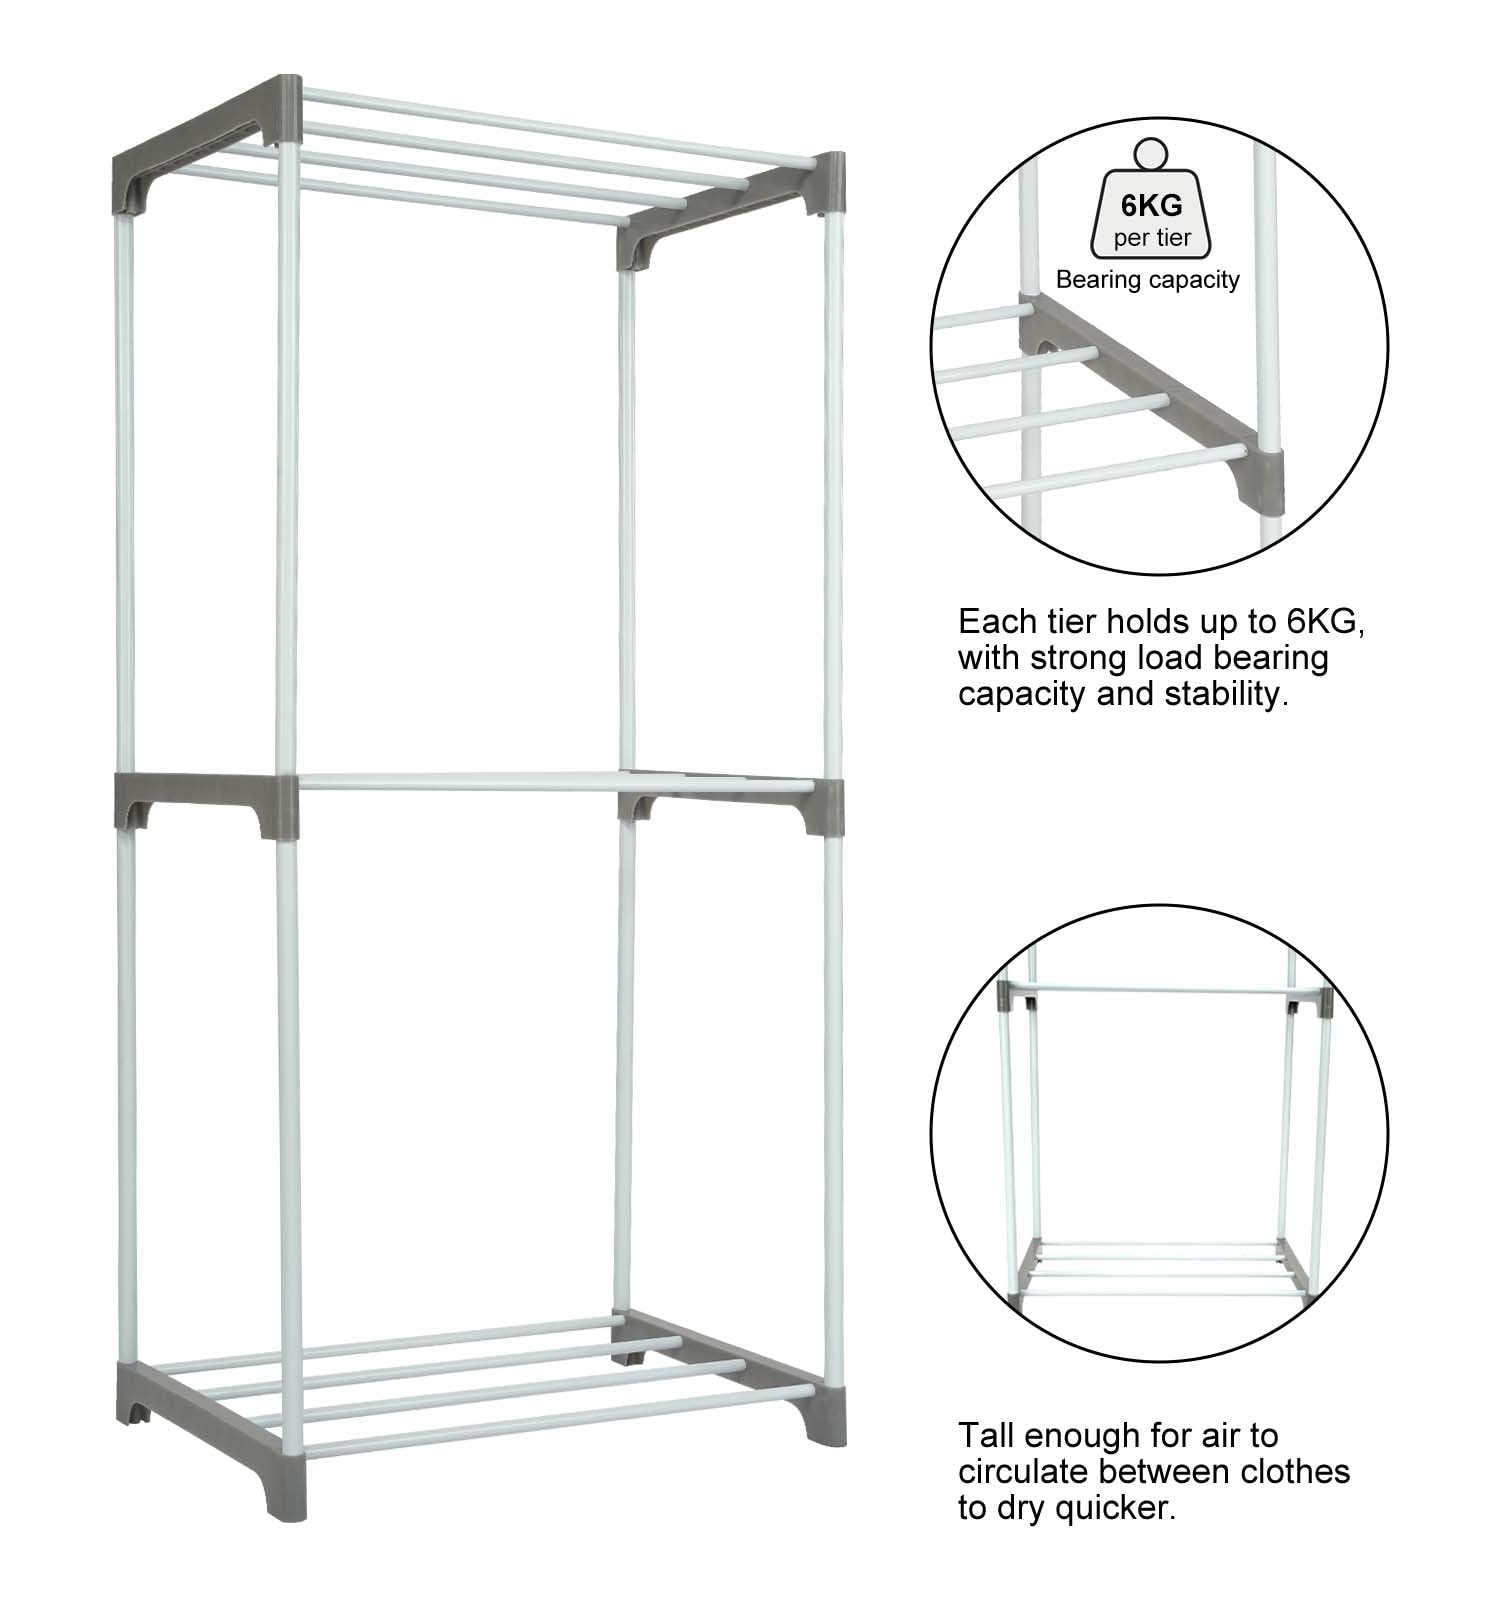 6KG
per tier
Bearing capacity
Each tier holds up to 6KG,
with strong load bearing
capacity and stability.
Tall enough for air to
circulate between clothes
to dry quicker.